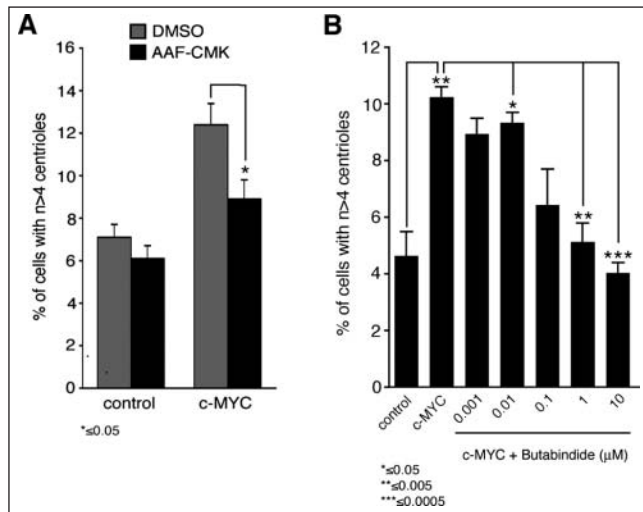 A
DMSO
AAF-CMK
% of cells with n>4 centrioles
16
14
12
10
8
6
4
2
0
*
control
c-MYC
*≤0.05
B
% of cells with n>4 centrioles
12
10
8
6
4
2
0
**
*
**
***
control
c-MYC
0.001
0.01
0.1
1
10
c-MYC + Butabindide (μM)
*≤0.05
**≤0.005
***≤0.0005